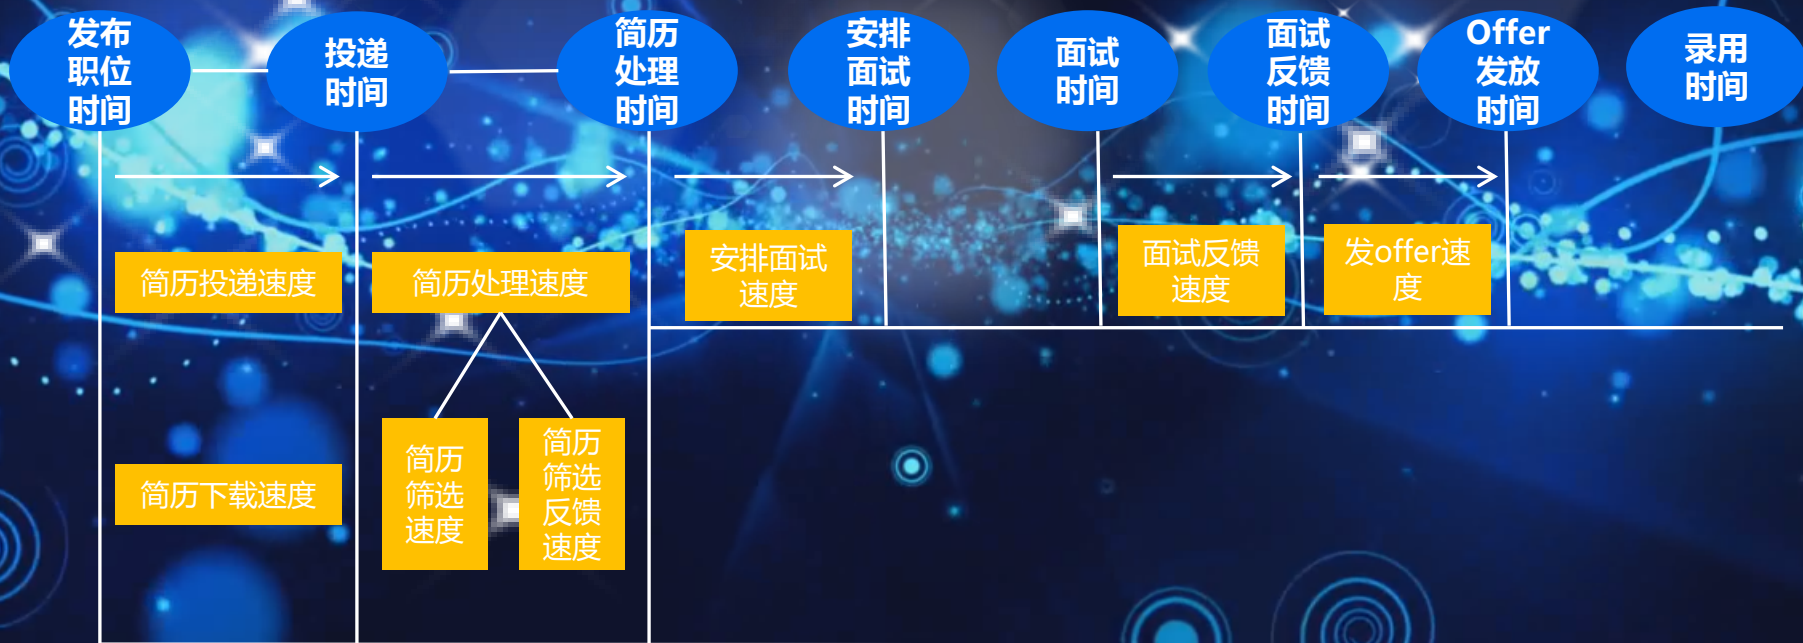 发布
职位
时间
投递
时间
简历
处理
时间
安排
面试
时间
面试
时间
面试
反馈
时间
Offer
发放
时间
录用
时间
简历投递速度
简历处理速度
安排面试
速度
面试反馈
速度
发offer速
度
简历下载速度
简历
筛选
速度
简历
筛选
反馈
速度